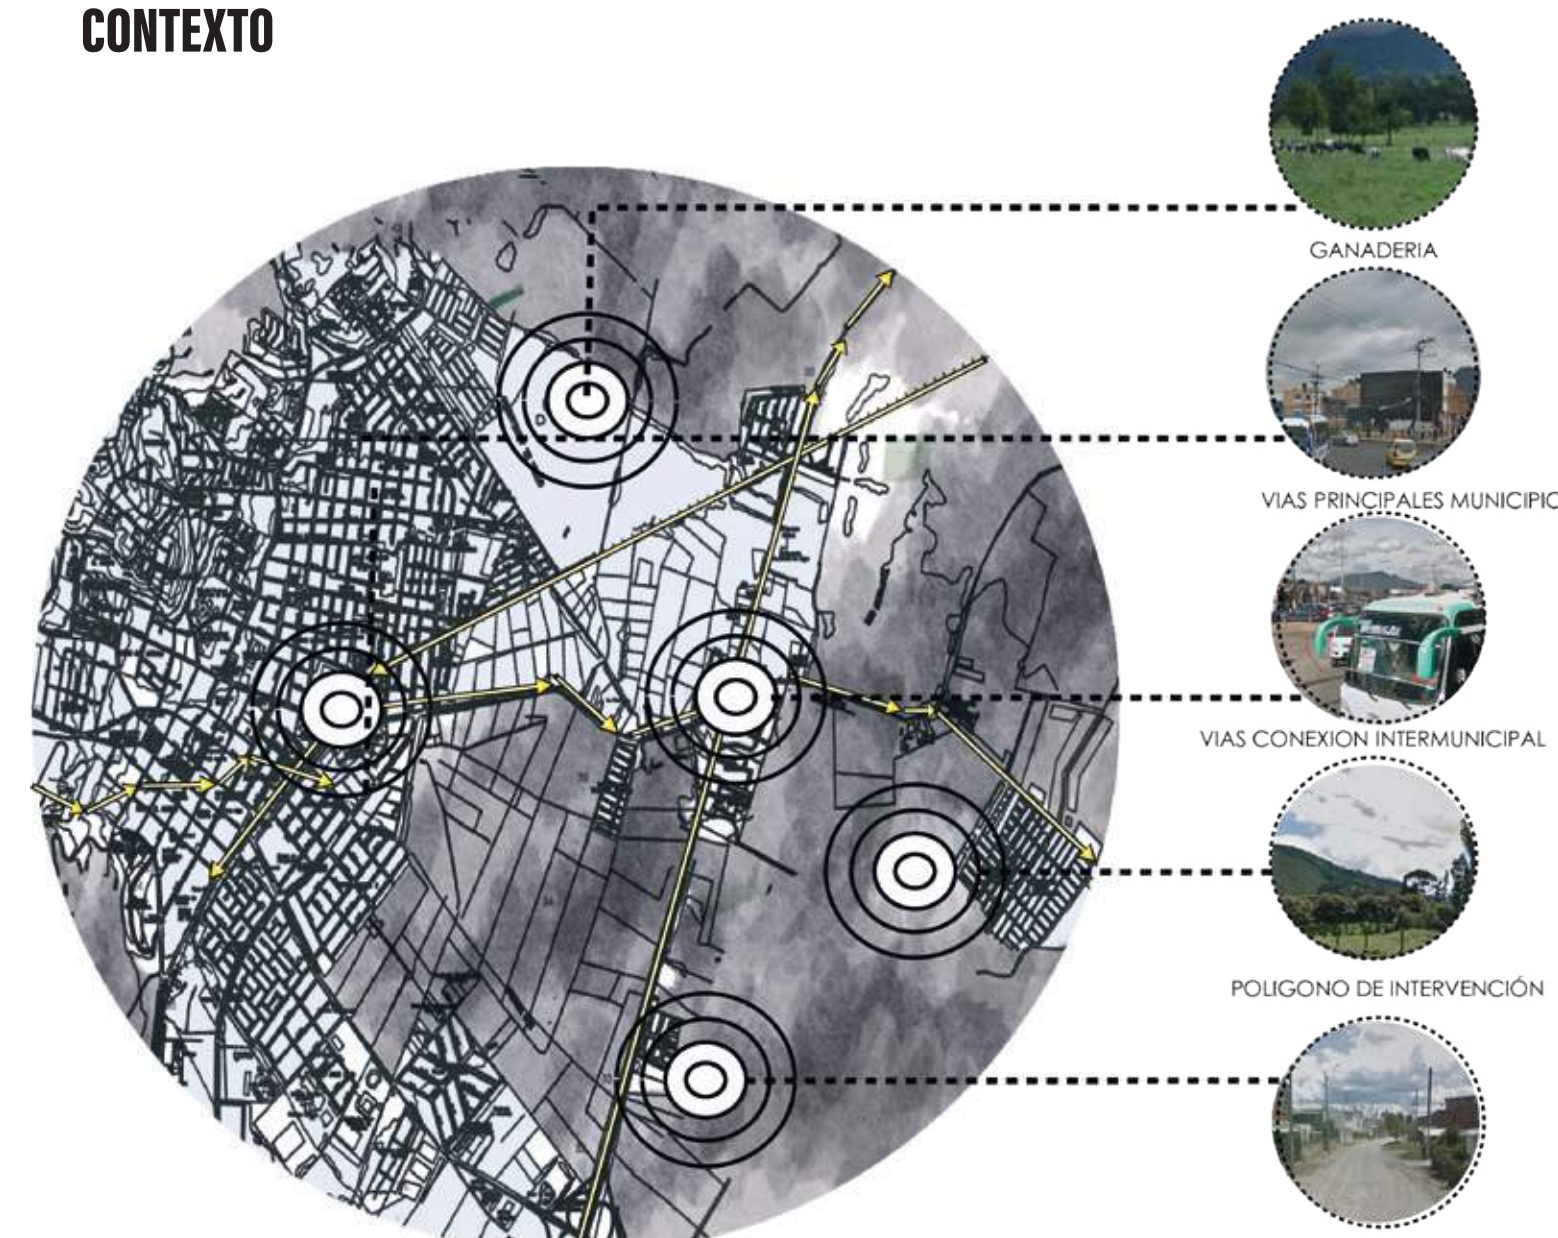 CONTEXTO
GANADERIA
VIAS PRINCIPALES MUNICIPIO
VIAS CONEXION INTERMUNICIPAL
POLIGONO DE INTERVENCIÓN